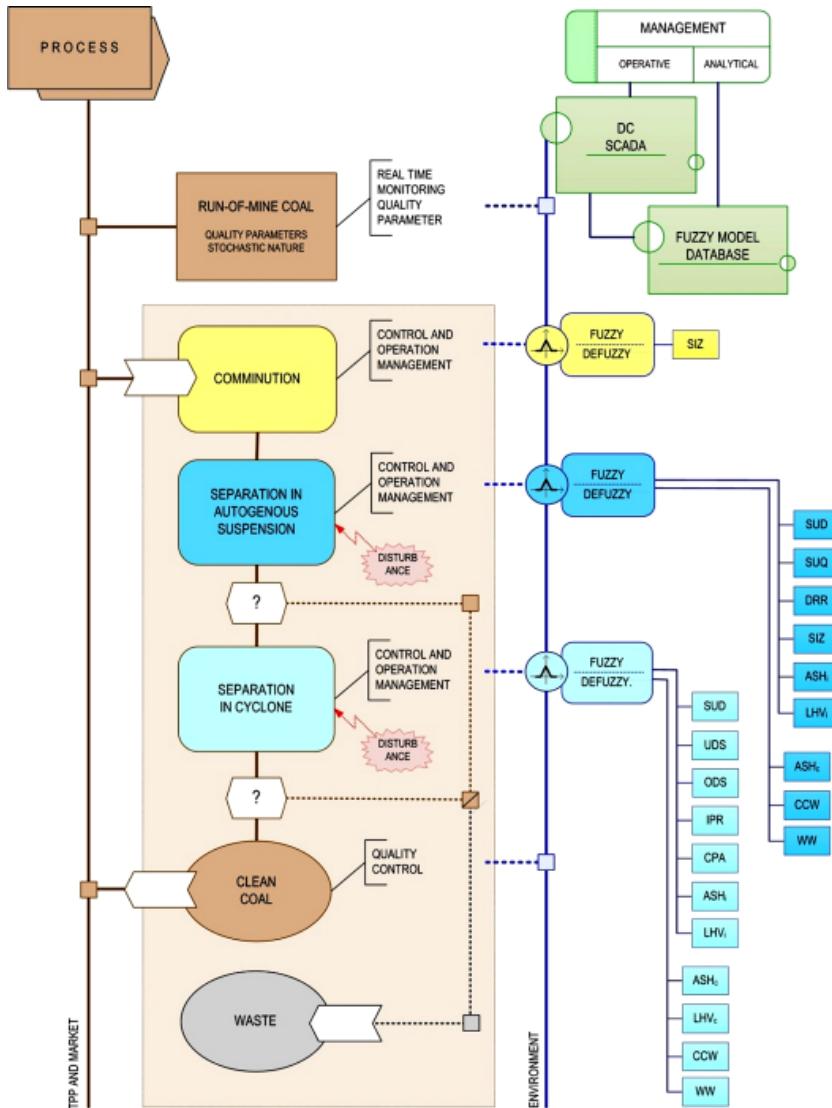 PROCESS
MANAGEMENT
OPERATIVE
ANALYTICAL
DC
SCADA
FUZZY MODEL
DATABASE
RUN-OF-MINE COAL
QUALITY PARAMETERS
STOCHASTIC NATURE
REAL TIME
MONITORING
QUALITY
PARAMETER
COMMINUTION
CONTROL AND
OPERATION
MANAGEMENT
FUZZY
DEFUZZY
SIZ
SEPARATION IN
AUTOGENOUS
SUSPENSION
CONTROL AND
OPERATION
MANAGEMENT
DISTURB
ANCE
FUZZY
DEFUZZY
SUD
SUQ
DRR
SIZ
ASHᵢ
LHVᵢ
ASHc
CCW
WW
?
SEPARATION
IN CYCLONE
CONTROL AND
OPERATION
MANAGEMENT
DISTURB
ANCE
FUZZY
DEFUZZY.
SUD
UDS
ODS
IPR
CPA
ASHᵢ
LHVᵢ
ASHc
LHVc
CCW
WW
?
CLEAN
COAL
QUALITY
CONTROL
WASTE
TPP AND MARKET
ENVIRONMENT